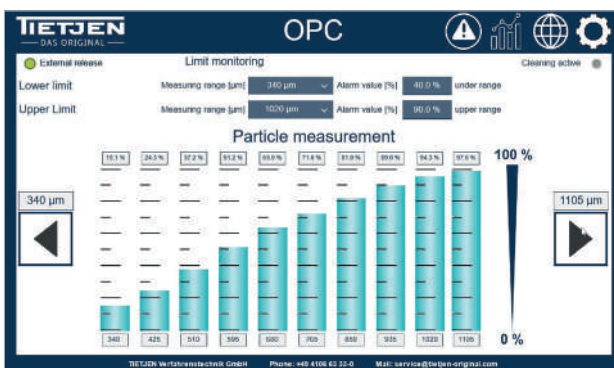 TIETJEN
DAS ORIGINAL
OPC
External release
Limit monitoring
Cleaning active
Lower limit
Measuring range [µm]
340 µm
Alarm value [%]
40.0 %
under range
Upper Limit
Measuring range [µm]
1020 µm
Alarm value [%]
90.0 %
upper range
Particle measurement
15.1 % 24.3 % 37.2 % 51.2 % 63.0 % 71.8 % 81.9 % 89.0 % 94.3 % 97.6 %
100 %
340 µm
1105 µm
340 425 510 595 680 765 850 935 1020 1105
0 %
TIETJEN Verfahrenstechnik GmbH Phone: +49 4106 63 33-0 Mail: service@tietjen-original.com